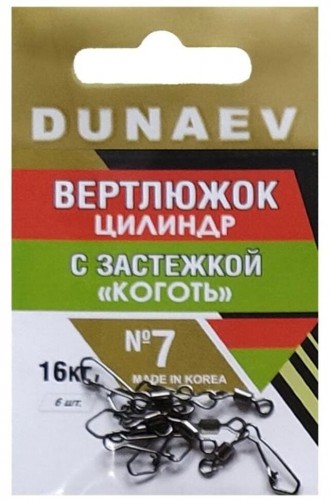 DUNAEV
ВЕРТЛЮЖОК
ЦИЛИНДР
С ЗАСТЕЖКОЙ
«КОГОТЬ»
№7
16кг,
MADE IN KOREA
6 шт.